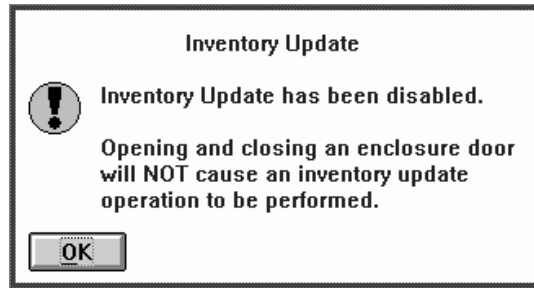 Inventory Update
Inventory Update has been disabled.
Opening and closing an enclosure door
will NOT cause an inventory update
operation to be performed.
OK